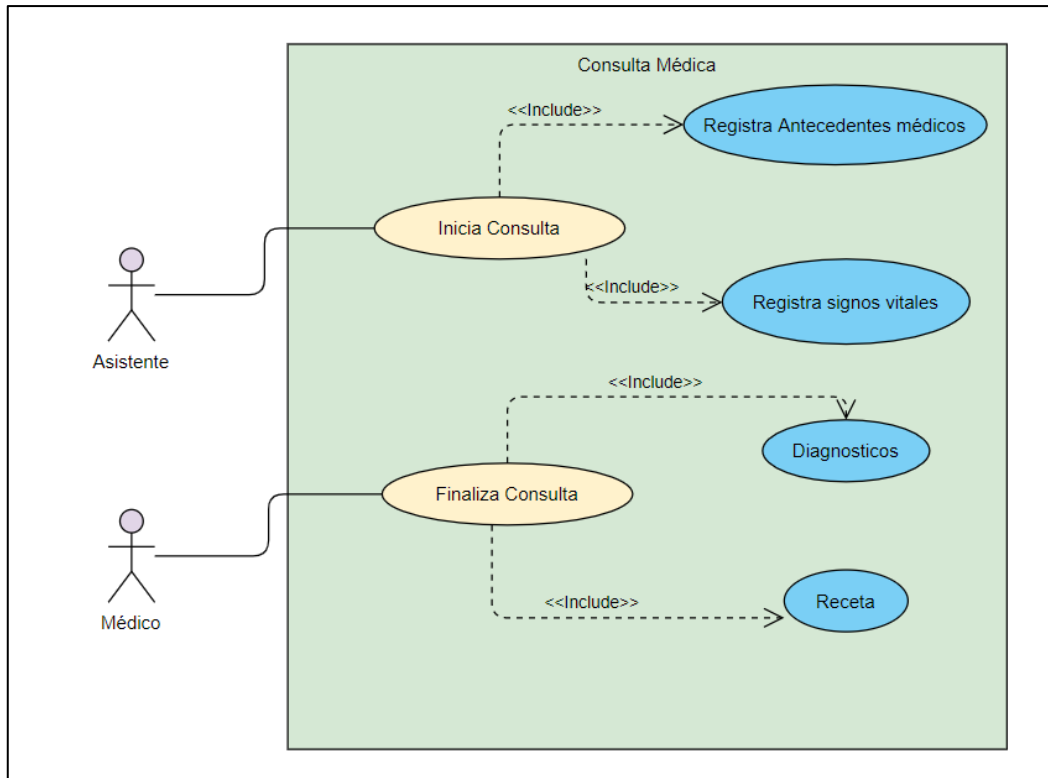 Consulta Médica
<<Include>>
Registra Antecedentes médicos
Inicia Consulta
<<Include>>
Registra signos vitales
Asistente
<<Include>>
Diagnosticos
Finaliza Consulta
<<Include>>
Receta
Médico